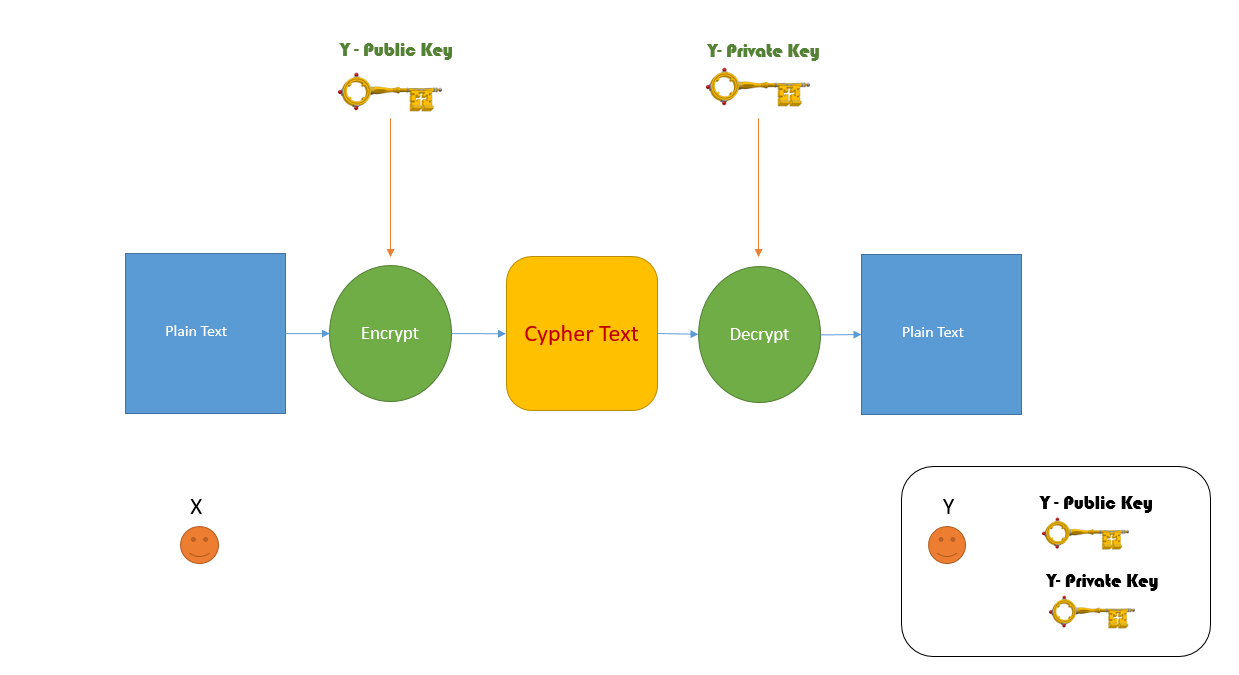 Y - Public Key
Y- Private Key
Plain Text
Encrypt
Cypher Text
Decrypt
Plain Text
X
Y
Y - Public Key
Y- Private Key